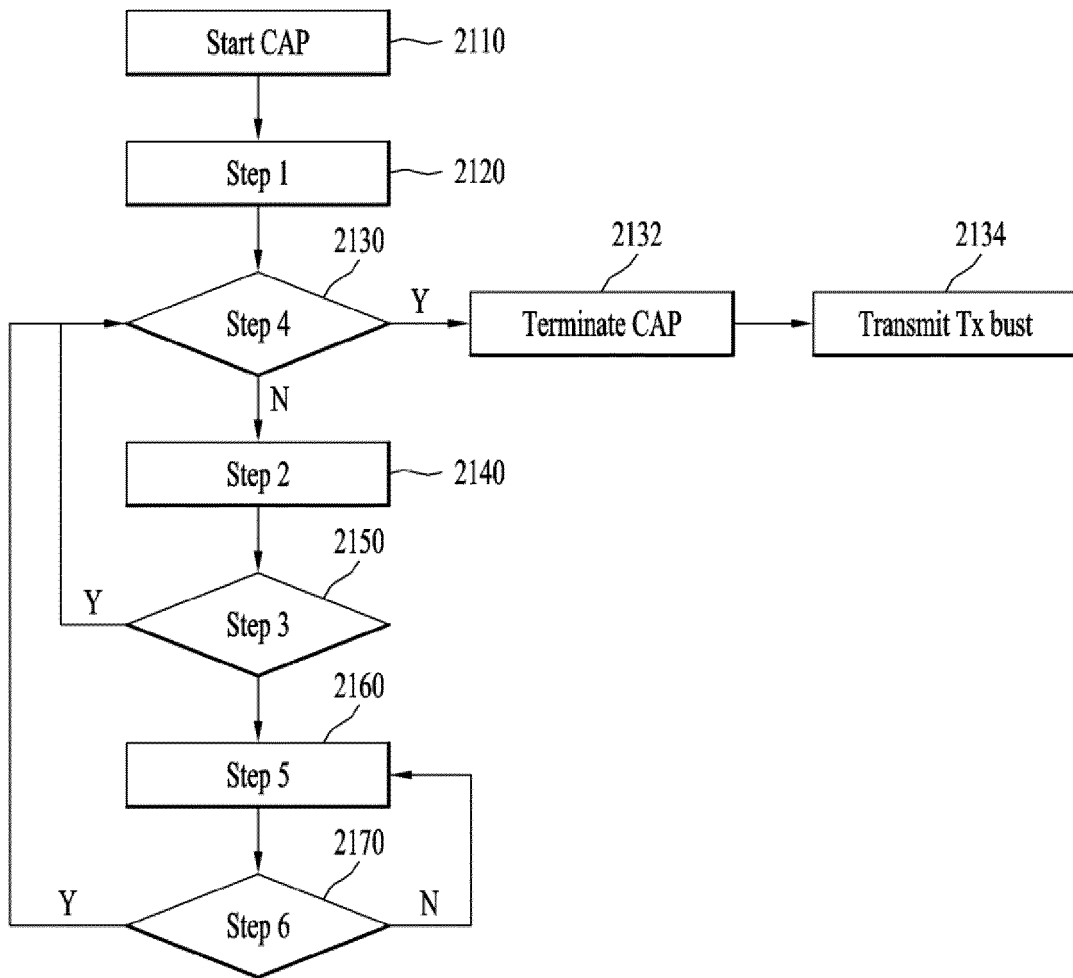 Start CAP
2110
Step 1
2120
2130
Step 4
Y
2132
Terminate CAP
2134
Transmit Tx bust
N
Step 2
2140
2150
Y
Step 3
2160
Step 5
2170
Y
Step 6
N